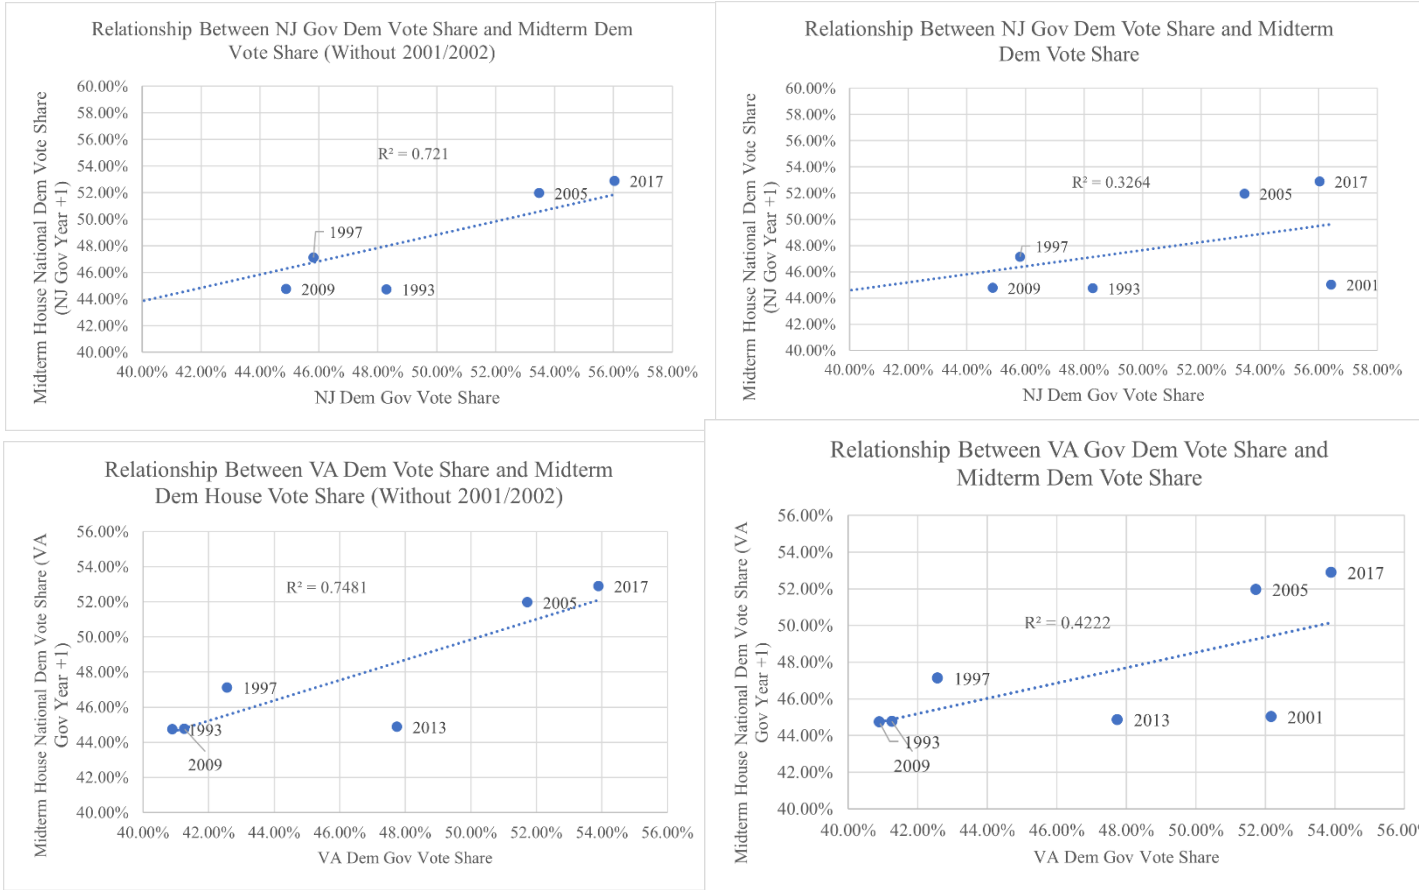 Relationship Between NJ Gov Dem Vote Share and Midterm Dem
Vote Share (Without 2001/2002)
Midterm House National Dem Vote Share
(NJ Gov Year +1)
60.00%
58.00%
56.00%
54.00%
52.00%
50.00%
48.00%
46.00%
44.00%
42.00%
40.00%
R² = 0.721
2017
2005
1997
2009
1993
40.00% 42.00% 44.00% 46.00% 48.00% 50.00% 52.00% 54.00% 56.00% 58.00%
NJ Dem Gov Vote Share
Relationship Between NJ Gov Dem Vote Share and Midterm
Dem Vote Share
Midterm House National Dem Vote Share
(NJ Gov Year +1)
60.00%
58.00%
56.00%
54.00%
52.00%
50.00%
48.00%
46.00%
44.00%
42.00%
40.00%
R² = 0.3264
2017
2005
1997
2009
1993
2001
40.00% 42.00% 44.00% 46.00% 48.00% 50.00% 52.00% 54.00% 56.00% 58.00%
NJ Dem Gov Vote Share
Relationship Between VA Dem Vote Share and Midterm
Dem House Vote Share (Without 2001/2002)
Midterm House National Dem Vote Share (VA
Gov Year +1)
56.00%
54.00%
52.00%
50.00%
48.00%
46.00%
44.00%
42.00%
40.00%
R² = 0.7481
2017
2005
1997
1993
2013
2009
40.00% 42.00% 44.00% 46.00% 48.00% 50.00% 52.00% 54.00% 56.00%
VA Dem Gov Vote Share
Relationship Between VA Gov Dem Vote Share and
Midterm Dem Vote Share
Midterm House National Dem Vote Share (VA
Gov Year +1)
56.00%
54.00%
52.00%
50.00%
48.00%
46.00%
44.00%
42.00%
40.00%
R² = 0.4222
2017
2005
1997
2013
2001
1993
2009
40.00% 42.00% 44.00% 46.00% 48.00% 50.00% 52.00% 54.00% 56.00
VA Dem Gov Vote Share